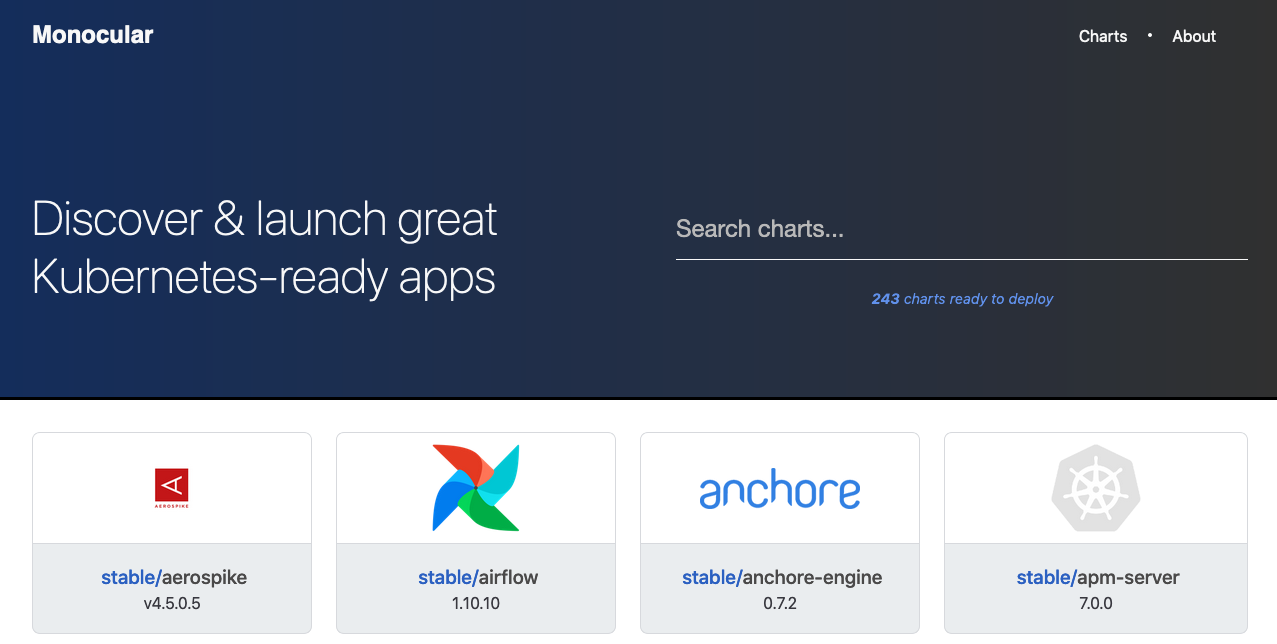 Monocular
Charts • About
Discover & launch great
Kubernetes-ready apps
Search charts...
243 charts ready to deploy
AEROSPIKE
anchore
stable/aerospike
v4.5.0.5
stable/airflow
1.10.10
stable/anchore-engine
0.7.2
stable/apm-server
7.0.0